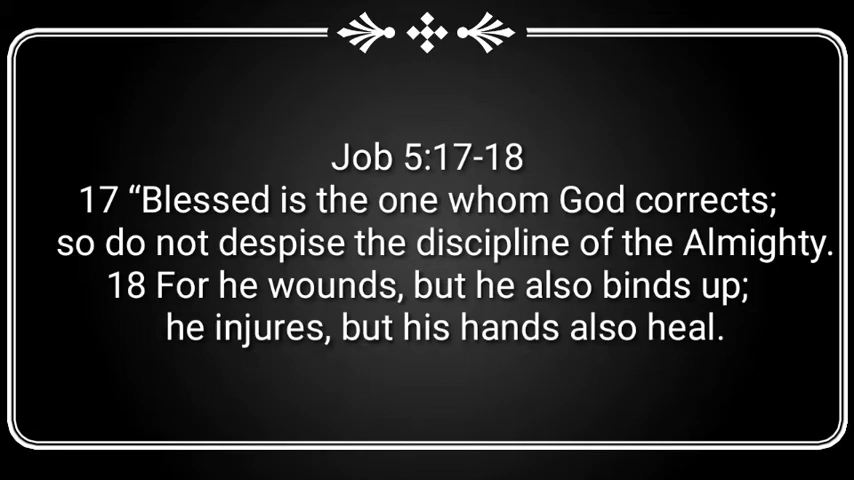 Job 5:17-18
17 “Blessed is the one whom God corrects;
so do not despise the discipline of the Almighty.
18 For he wounds, but he also binds up;
he injures, but his hands also heal.